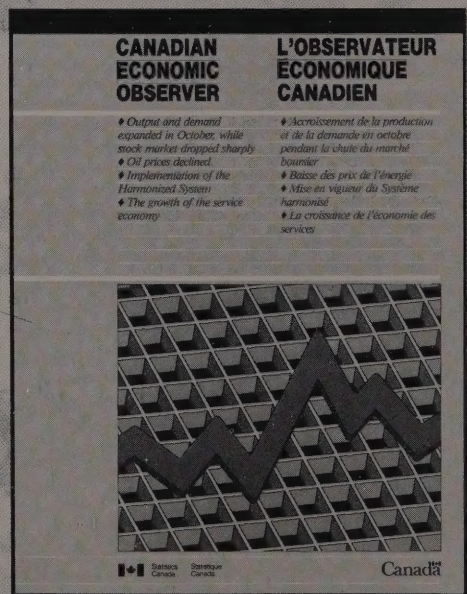 CANADIAN
ECONOMIC
OBSERVER
♦ Output and demand
expanded in October, while
stock market dropped sharply
♦ Oil prices declined
♦ Implementation of the
Harmonized System
♦ The growth of the service
economy
L'OBSERVATEUR
ÉCONOMIQUE
CANADIEN
♦ Accroissement de la production
et de la demande en octobre
pendant la chute du marché
boursier
♦ Baisse des prix de l'énergie
♦ Mise en vigueur du Système
harmonisé
♦ La croissance de l'économie des
services
Statistics
Canada
Statistique
Canada
Canada